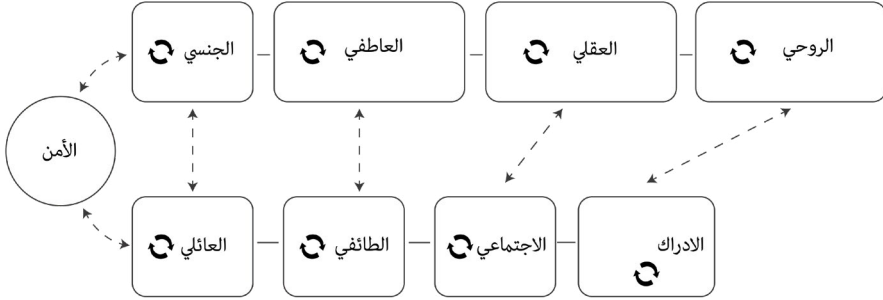 الروحي
العقلي
العاطفي
الجنسي
الأمن
الادراك
الاجتماعي
الطائفي
العائلي